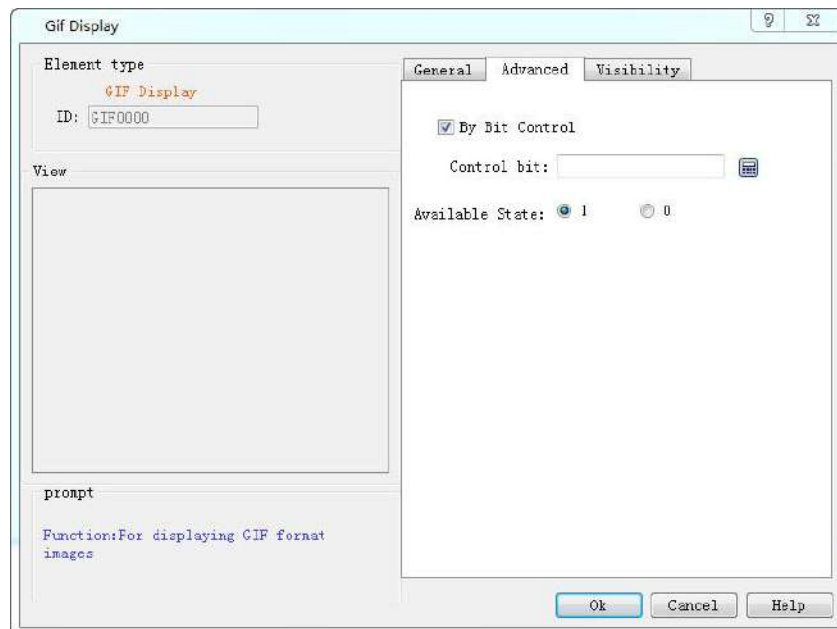 Gif Display
Element type
GIF Display
ID: GIF0000
View
prompt
Function:For displaying GIF format
images
General Advanced Visibility
By Bit Control
Control bit:
Available State: 1 0
Ok Cancel Help